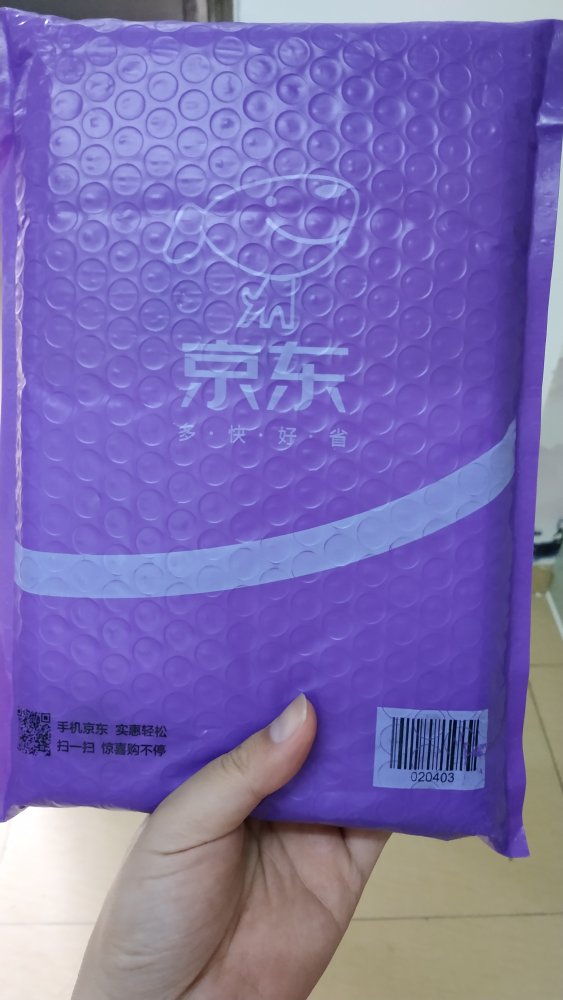 京东
多·快·好·省
手机京东 实惠轻松
扫一扫 惊喜购不停
020403